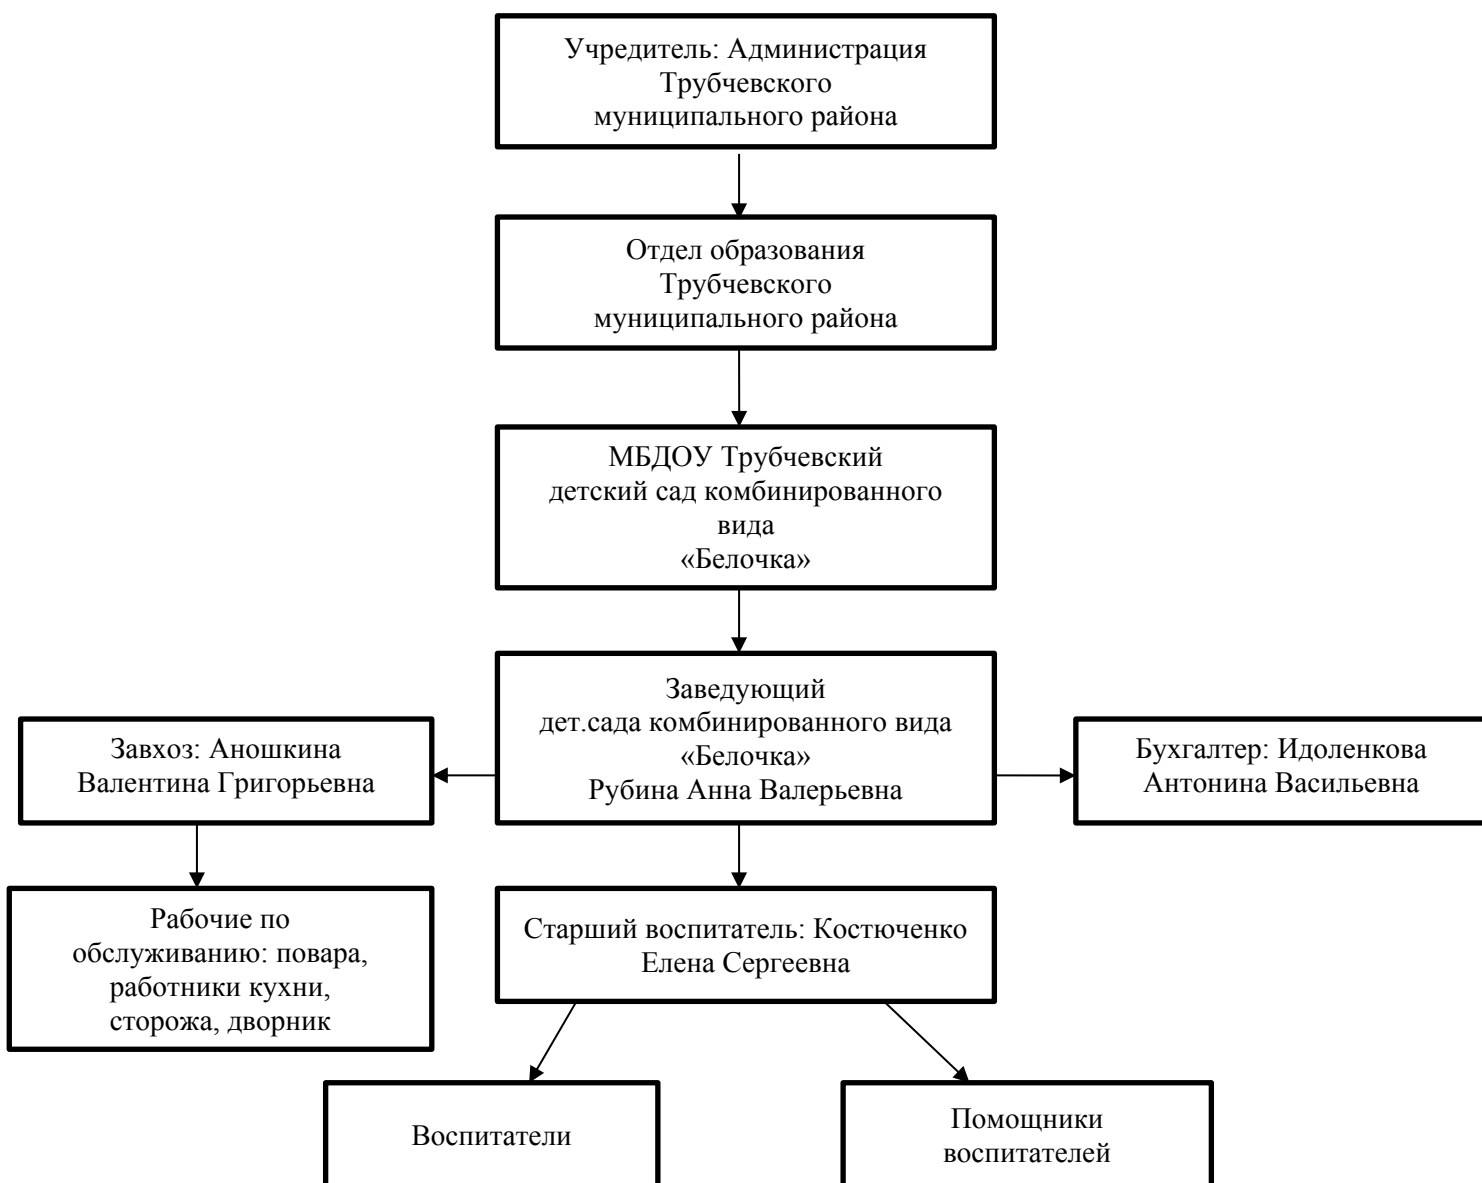 Учредитель: Администрация
Трубчевского
муниципального района
Отдел образования
Трубчевского
муниципального района
МБДОУ Трубчевский
детский сад комбинированного
вида
«Белочка»
Заведующий
дет.сада комбинированного вида
«Белочка»
Рубина Анна Валерьевна
Завхоз: Аношкина
Валентина Григорьевна
Бухгалтер: Идоленкова
Антонина Васильевна
Рабочие по
обслуживанию: повара,
работники кухни,
сторожа, дворник
Старший воспитатель: Костюченко
Елена Сергеевна
Воспитатели
Помощники
воспитателей